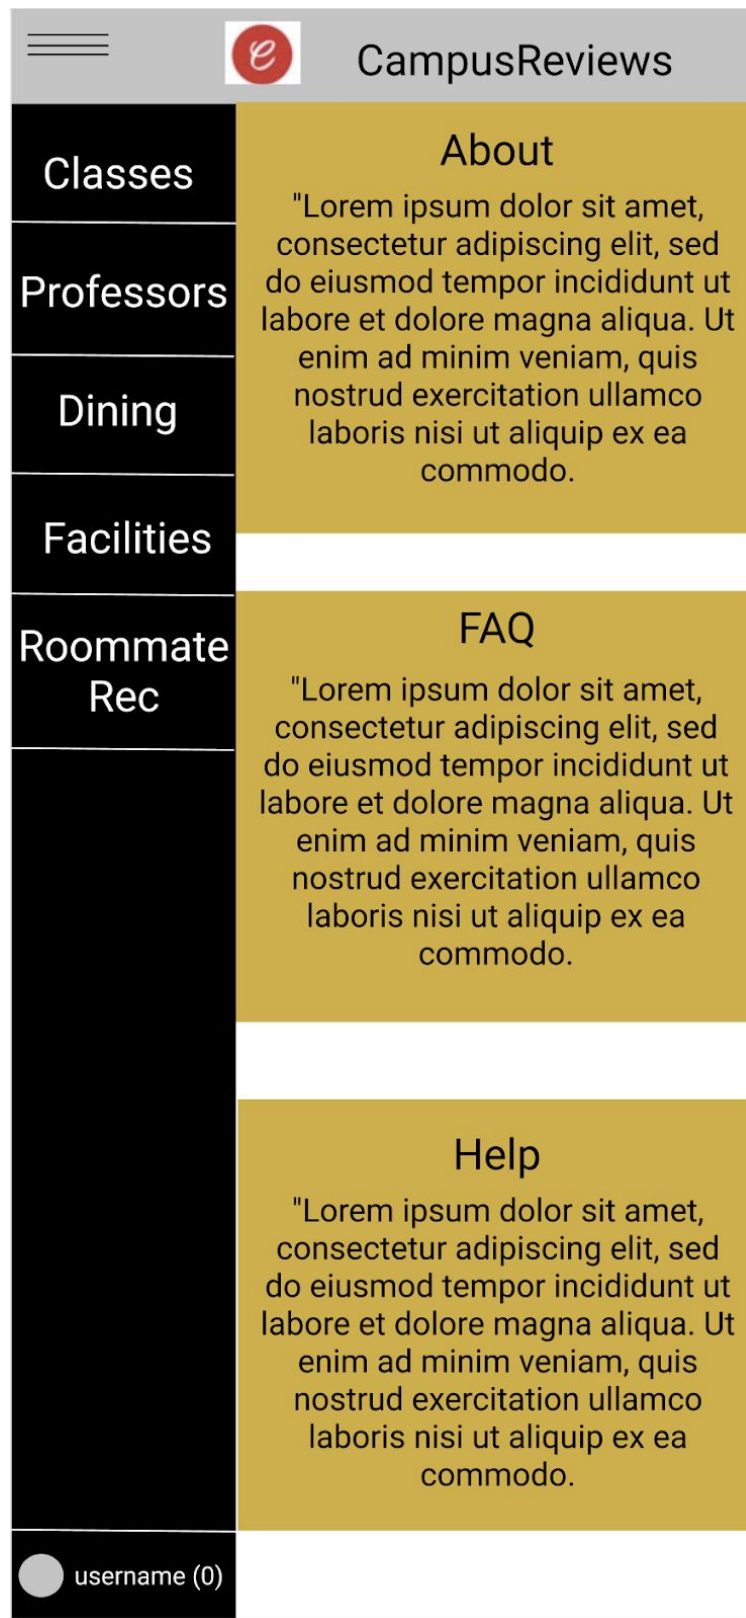 CampusReviews
Classes
Professors
Dining
Facilities
Roommate
Rec
username (0)
About
"Lorem ipsum dolor sit amet,
consectetur adipiscing elit, sed
do eiusmod tempor incididunt ut
labore et dolore magna aliqua. Ut
enim ad minim veniam, quis
nostrud exercitation ullamco
laboris nisi ut aliquip ex ea
commodo.
FAQ
"Lorem ipsum dolor sit amet,
consectetur adipiscing elit, sed
do eiusmod tempor incididunt ut
labore et dolore magna aliqua. Ut
enim ad minim veniam, quis
nostrud exercitation ullamco
laboris nisi ut aliquip ex ea
commodo.
Help
"Lorem ipsum dolor sit amet,
consectetur adipiscing elit, sed
do eiusmod tempor incididunt ut
labore et dolore magna aliqua. Ut
enim ad minim veniam, quis
nostrud exercitation ullamco
laboris nisi ut aliquip ex ea
commodo.